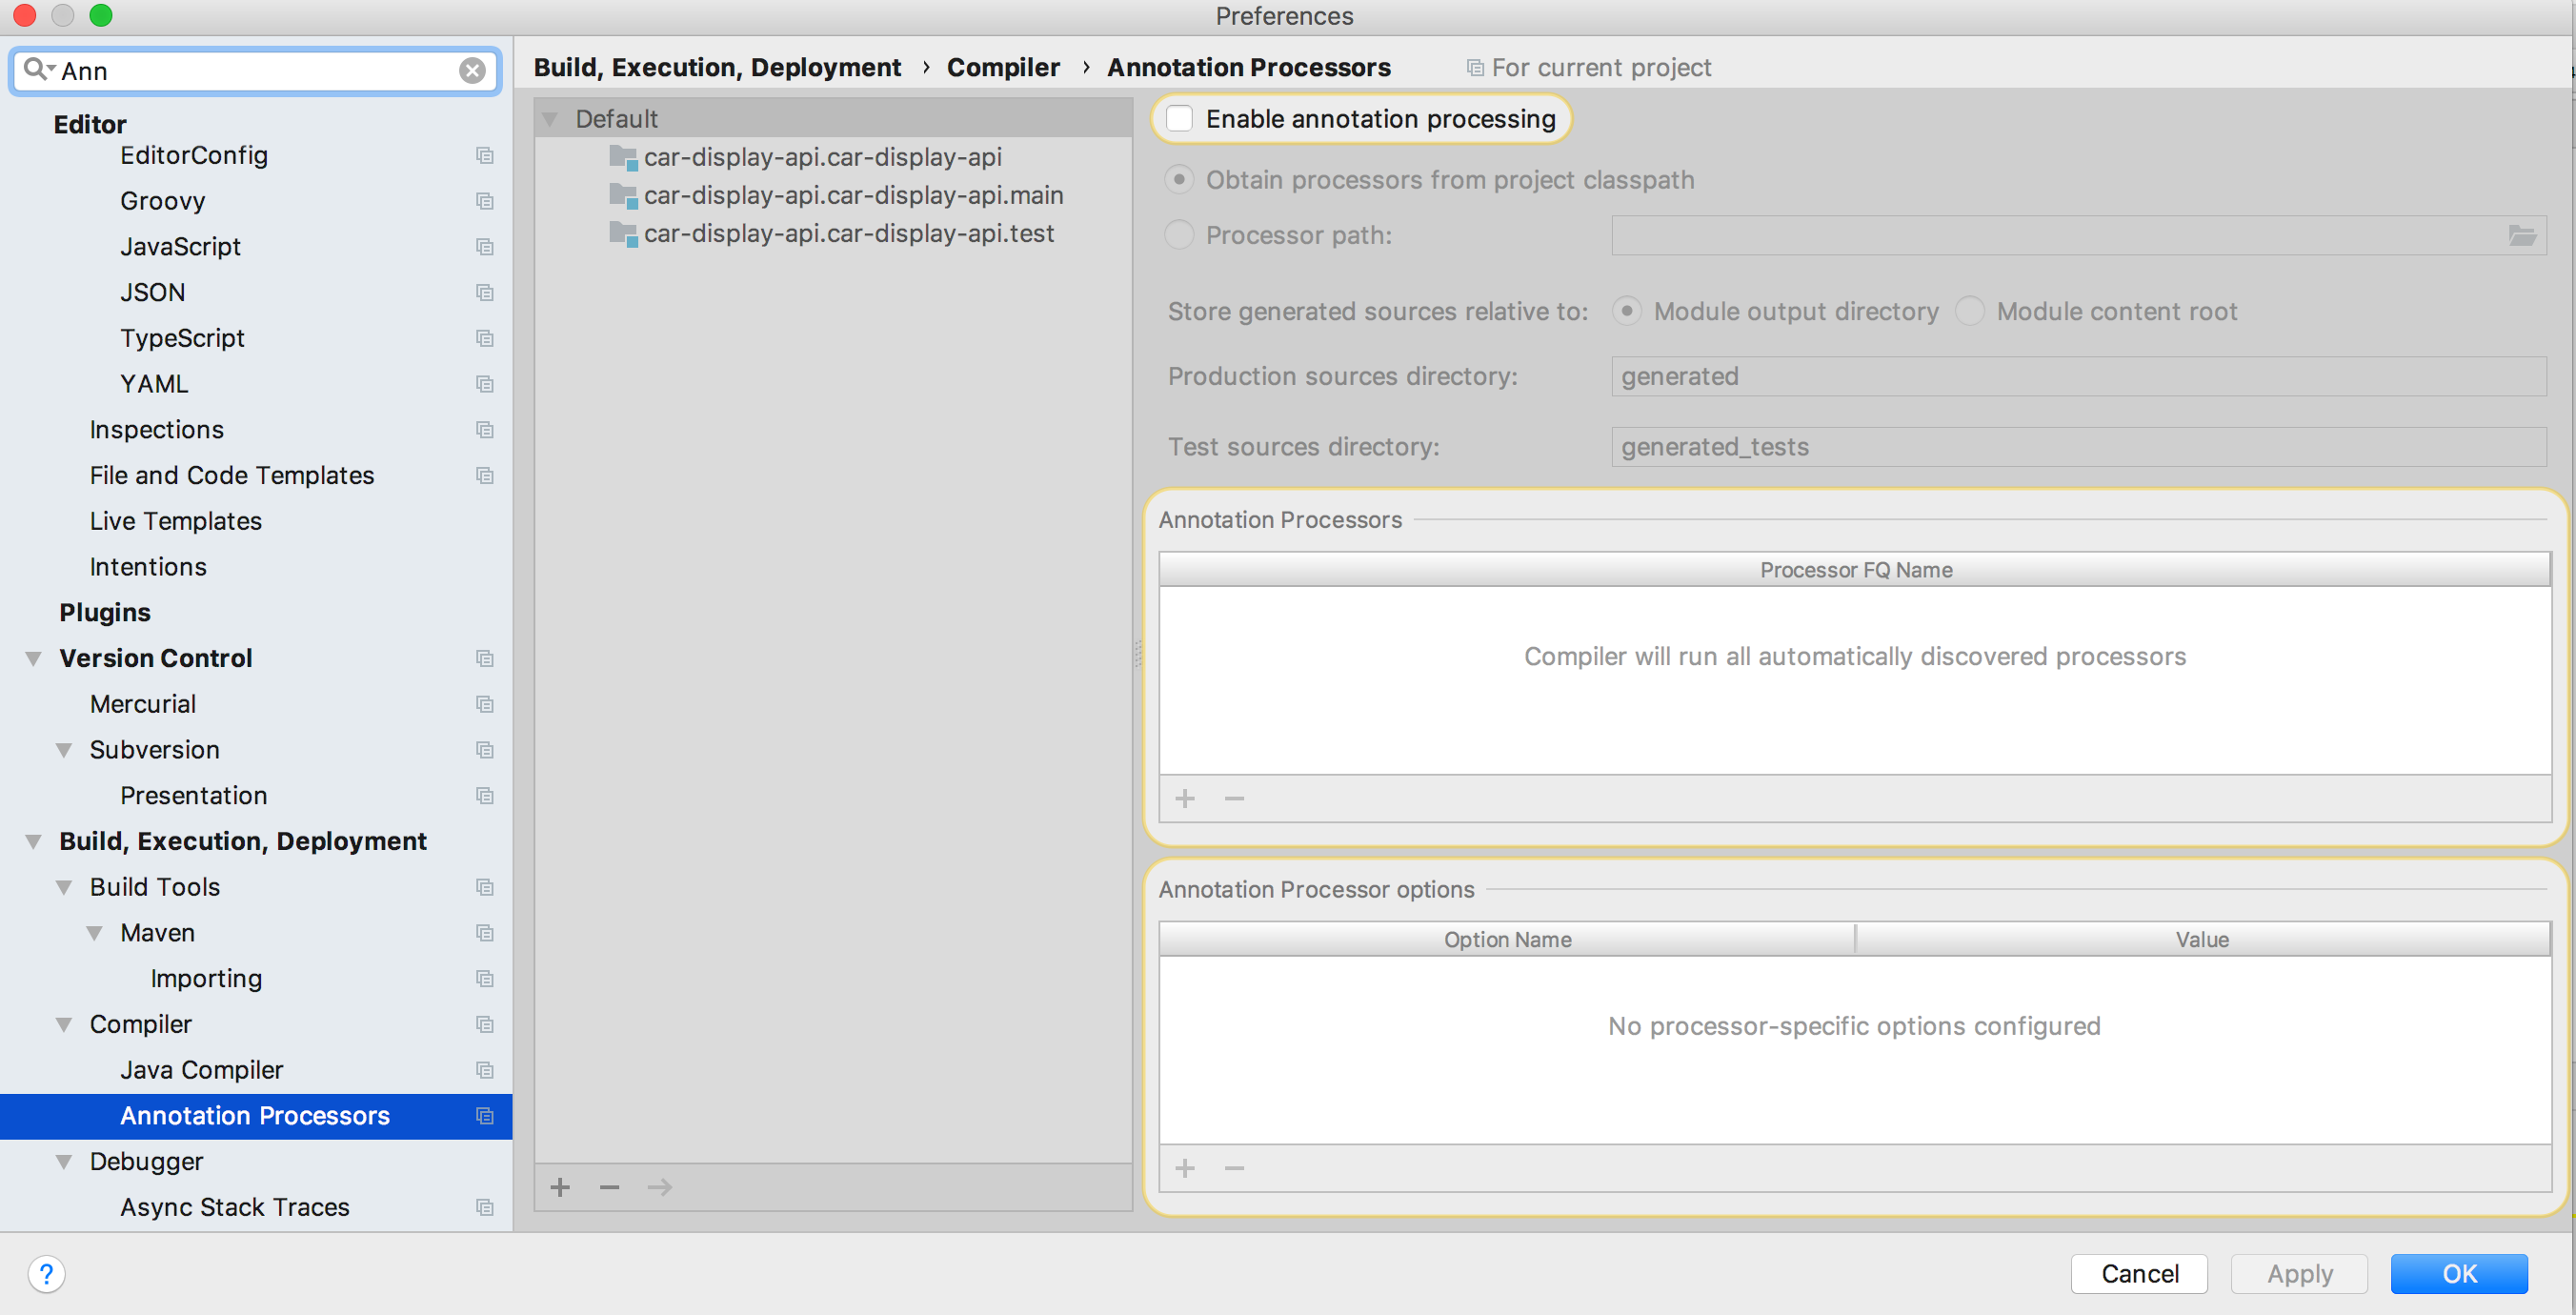 Preferences
Ann
Editor
EditorConfig
Groovy
JavaScript
JSON
TypeScript
YAML
Inspections
File and Code Templates
Live Templates
Intentions
Plugins
Version Control
Mercurial
Subversion
Presentation
Build, Execution, Deployment
Build Tools
Maven
Importing
Compiler
Java Compiler
Annotation Processors
Debugger
Async Stack Traces
Build, Execution, Deployment › Compiler › Annotation Processors For current project
Default
car-display-api.car-display-api
car-display-api.car-display-api.main
car-display-api.car-display-api.test
Enable annotation processing
Obtain processors from project classpath
Processor path:
Store generated sources relative to: Module output directory Module content root
Production sources directory: generated
Test sources directory: generated_tests
Annotation Processors
Processor FQ Name
Compiler will run all automatically discovered processors
Annotation Processor options
Option Name Value
No processor-specific options configured
? Cancel Apply OK